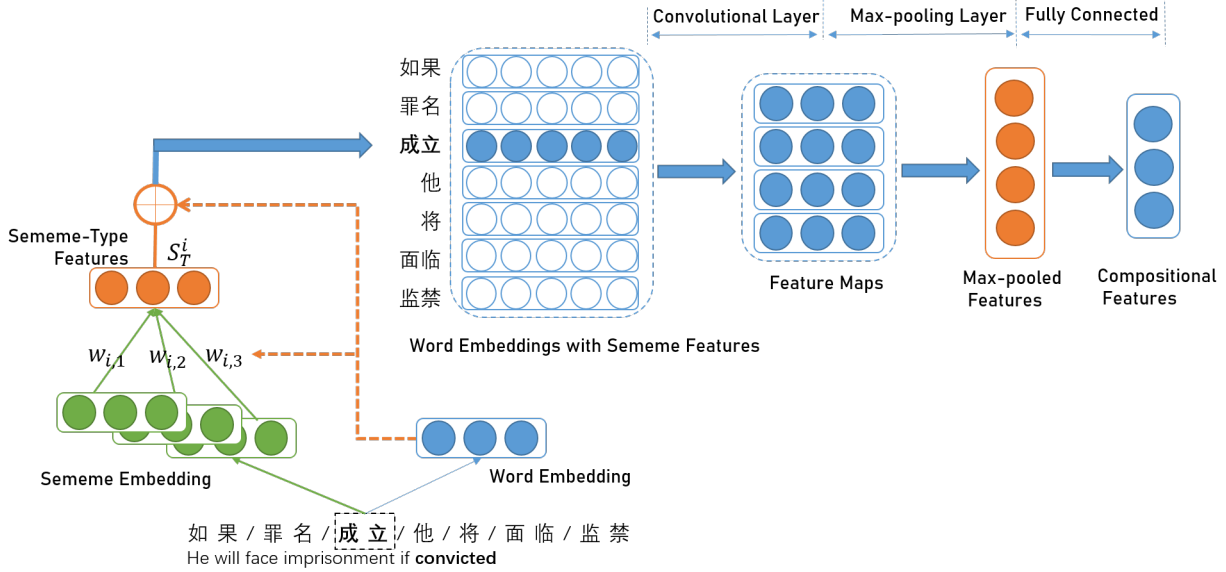 Convolutional Layer
Max-pooling Layer
Fully Connected
如果
罪名
成立
他
将
面临
监禁
Sememe-Type
Features
S_T^i
Feature Maps
Max-pooled
Features
Compositional
Features
Word Embeddings with Sememe Features
w_{i,1}
w_{i,2}
w_{i,3}
Sememe Embedding
Word Embedding
如 果 / 罪 名 / 成 立 / 他 / 将 / 面 临 / 监 禁
He will face imprisonment if convicted